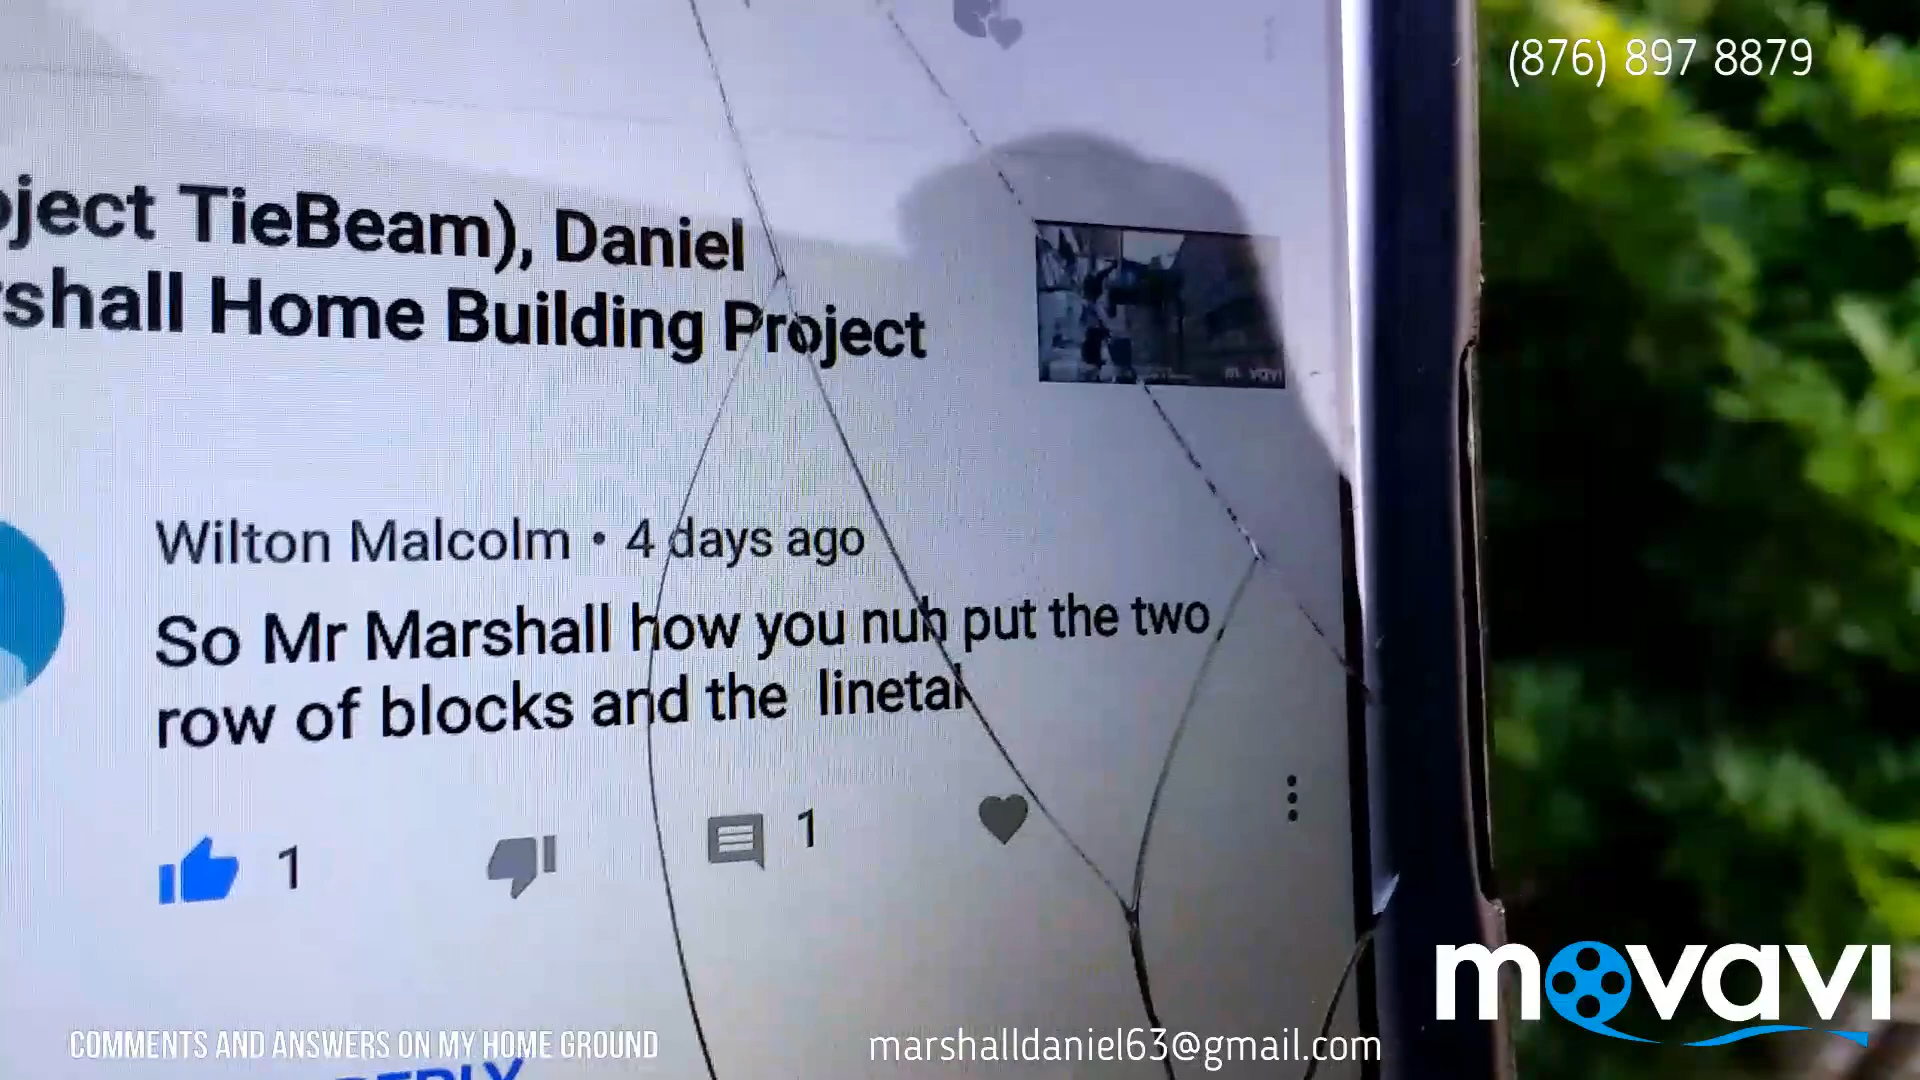 (876) 897 8879
oject TieBeam), Daniel
rshall Home Building Project
movavi
Wilton Malcolm • 4 days ago
So Mr Marshall how you nuh put the two
row of blocks and the linetal
1
1
movavi
COMMENTS AND ANSWERS ON MY HOME GROUND
marshalldaniel63@gmail.com
REPLY